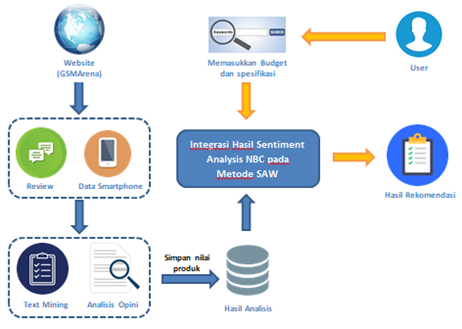 Website
(GSMArena)
Keywords
SEARCH
Memasukkan Budget
dan spesifikasi
User
Review
Data Smartphone
Integrasi Hasil Sentiment
Analysis NBC pada
Metode SAW
Hasil Rekomendasi
Text Mining
Analisis Opini
Simpan nilai
produk
Hasil Analisis